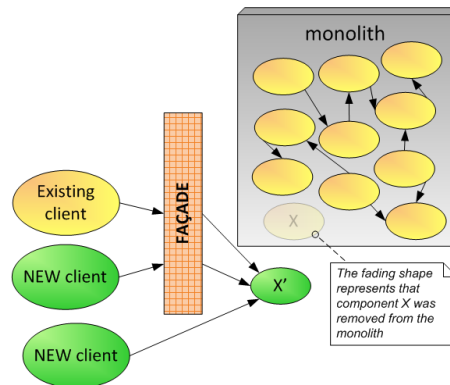 monolith
Existing
client
FAÇADE
NEW client
X
X'
NEW client
The fading shape
represents that
component X was
removed from the
monolith